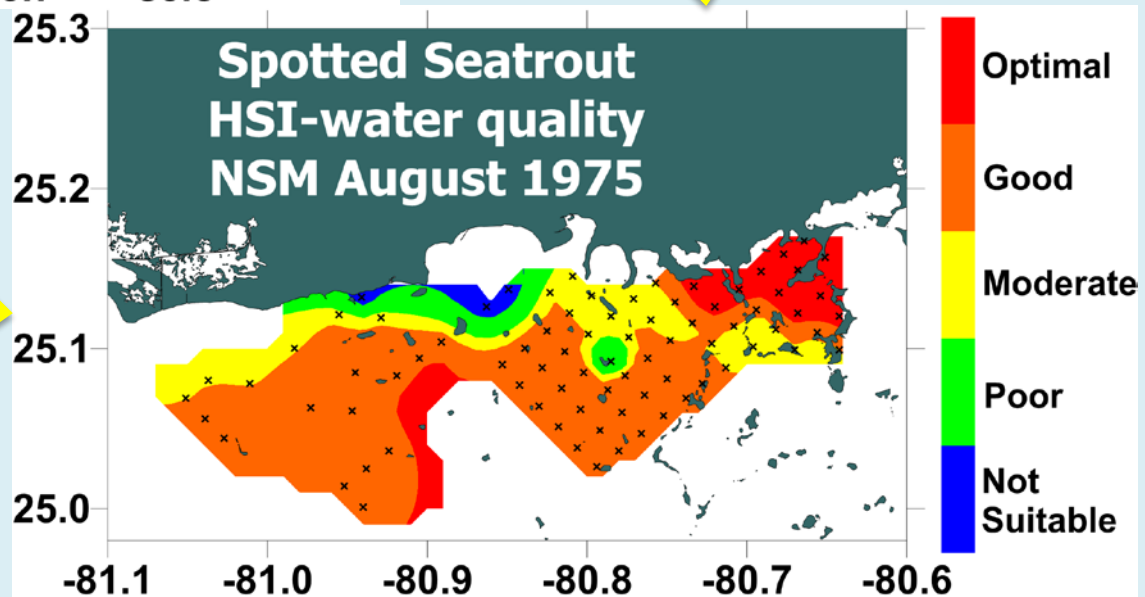 Spotted Seatrout
HSI-water quality
NSM August 1975
25.3
25.2
25.1
25.0
-81.1 -81.0 -80.9 -80.8 -80.7 -80.6
Optimal
Good
Moderate
Poor
Not
Suitable